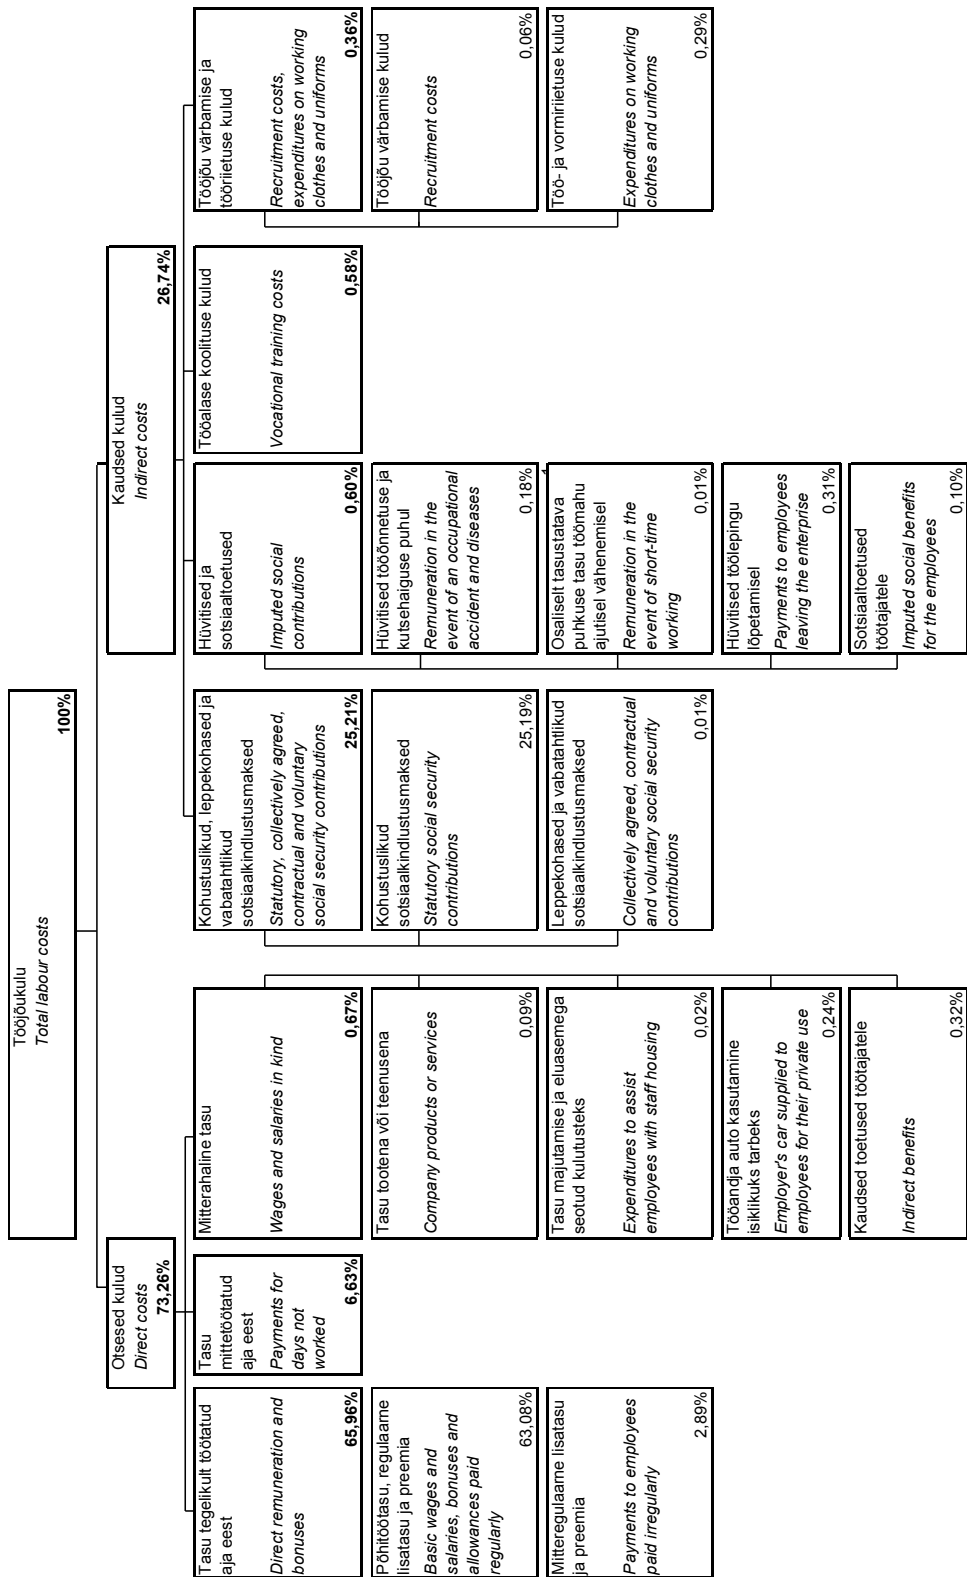 Tööjõukulu
Total labour costs
100%
Otsesed kulud
Direct costs
73,26%
Kaudsed kulud
Indirect costs
26,74%
Tasu tegelikult töötatud
aja eest
Direct remuneration and
bonuses
65,96%
Tasu
mittetöötatud
aja eest
Payments for
days not
worked
6,63%
Mitterahaline tasu
Wages and salaries in kind
0,67%
Kohustuslikud, leppekohased ja
vabatahtlikud
sotsiaalkindlustusmaksed
Statutory, collectively agreed,
contractual and voluntary
social security contributions
25,21%
Hüvitised ja
sotsiaaltoetused
Imputed social
contributions
0,60%
Tööalase koolituse kulud
Vocational training costs
0,58%
Tööjõu värbamise ja
tööriietuse kulud
Recruitment costs,
expenditures on working
clothes and uniforms
0,36%
Põhitöötasu, regulaarne
lisatasu ja preemia
Basic wages and
salaries, bonuses and
allowances paid
regularly
63,08%
Tasu tootena või teenusena
Company products or services
0,09%
Kohustuslikud
sotsiaalkindlustusmaksed
Statutory social security
contributions
25,19%
Hüvitised tööõnnetuse ja
kutsehaiguse puhul
Remuneration in the
event of an occupational
accident and diseases
0,18%
Tööjõu värbamise kulud
Recruitment costs
0,06%
Mitteregulaarne lisatasu
ja preemia
Payments to employees
paid irregularly
2,89%
Tasu majutamise ja eluasemega
seotud kulutusteks
Expenditures to assist
employees with staff housing
0,02%
Leppekohased ja vabatahtlikud
sotsiaalkindlustusmaksed
Collectively agreed, contractual
and voluntary social security
contributions
0,01%
Osaliselt tasustatava
puhkuse tasu töömahu
ajutisel vähenemisel
Remuneration in the
event of short-time
working
0,01%
Töö- ja vormiriietuse kulud
Expenditures on working
clothes and uniforms
0,29%
Tööandja auto kasutamine
isiklikuks tarbeks
Employer's car supplied to
employees for their private use
0,24%
Hüvitised töölepingu
lõpetamisel
Payments to employees
leaving the enterprise
0,31%
Kaudsed toetused töötajatele
Indirect benefits
0,32%
Sotsiaaltoetused
töötajatele
Imputed social benefits
for the employees
0,10%